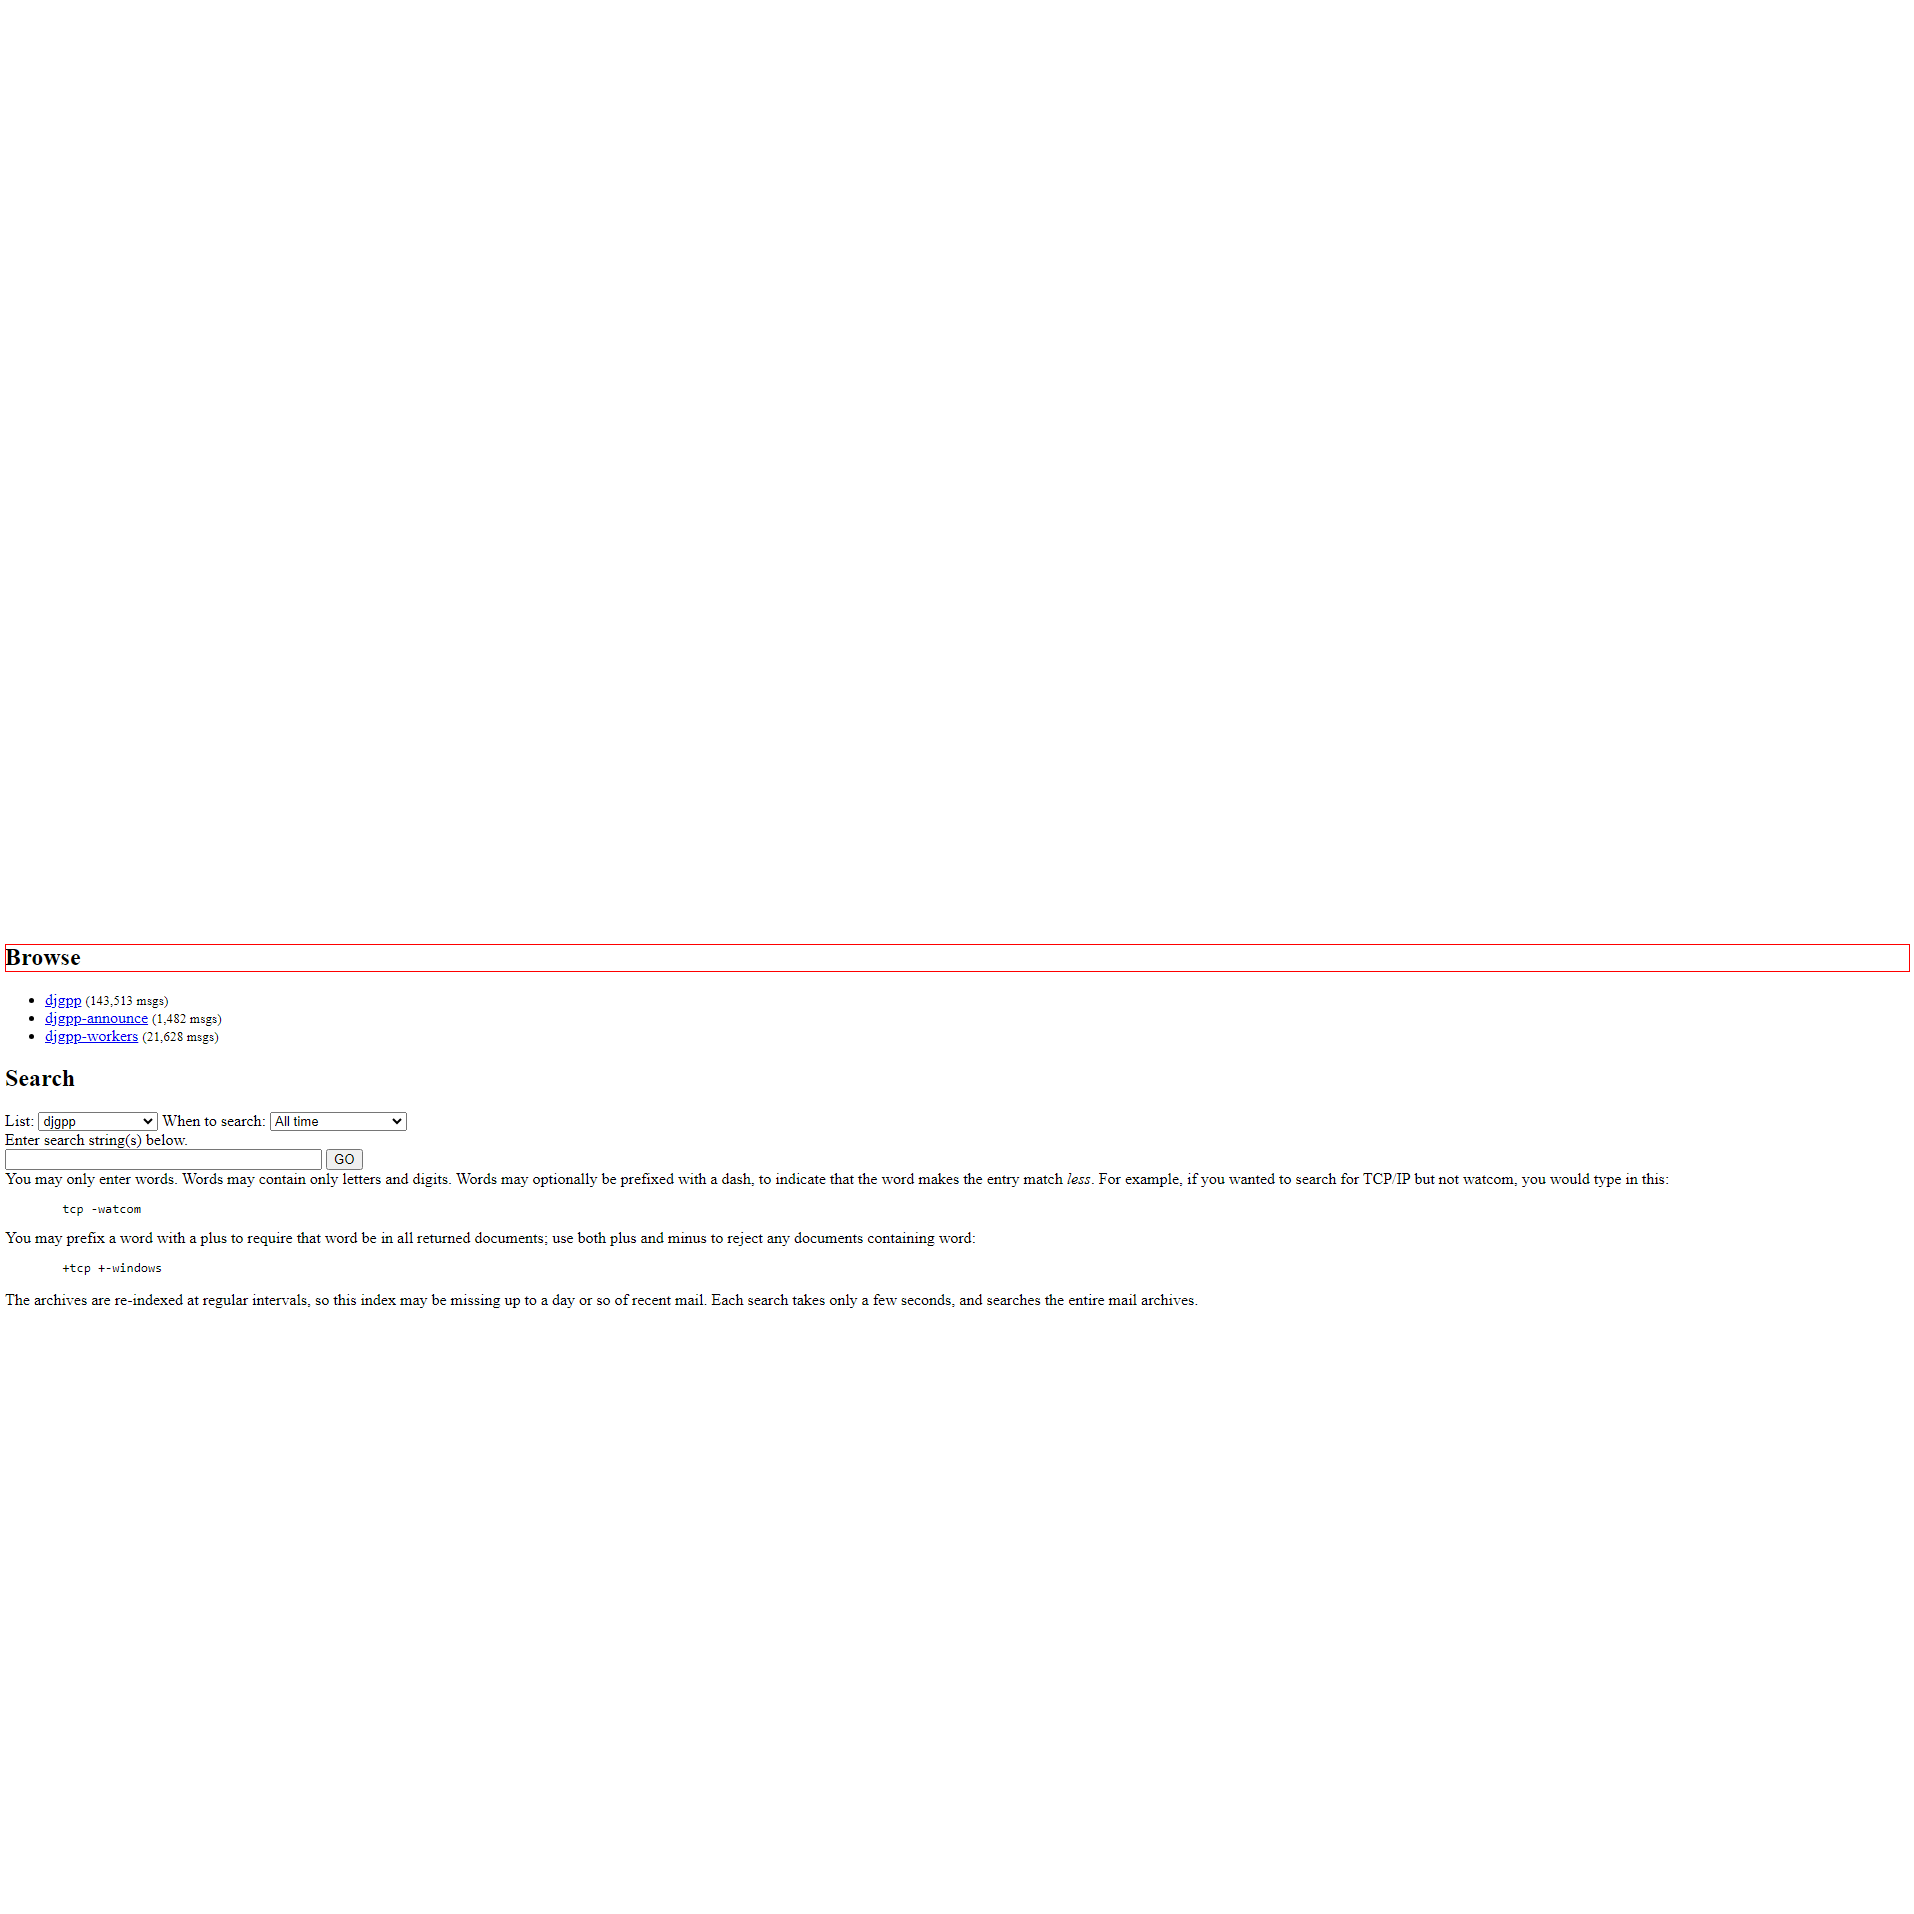 Browse
djgpp (143,513 msgs)
djgpp-announce (1,482 msgs)
djgpp-workers (21,628 msgs)
Search
List: djgpp When to search: All time
Enter search string(s) below.
GO
You may only enter words. Words may contain only letters and digits. Words may optionally be prefixed with a dash, to indicate that the word makes the entry match less. For example, if you wanted to search for TCP/IP but not watcom, you would type in this:
tcp -watcom
You may prefix a word with a plus to require that word be in all returned documents; use both plus and minus to reject any documents containing word:
+tcp +-windows
The archives are re-indexed at regular intervals, so this index may be missing up to a day or so of recent mail. Each search takes only a few seconds, and searches the entire mail archives.